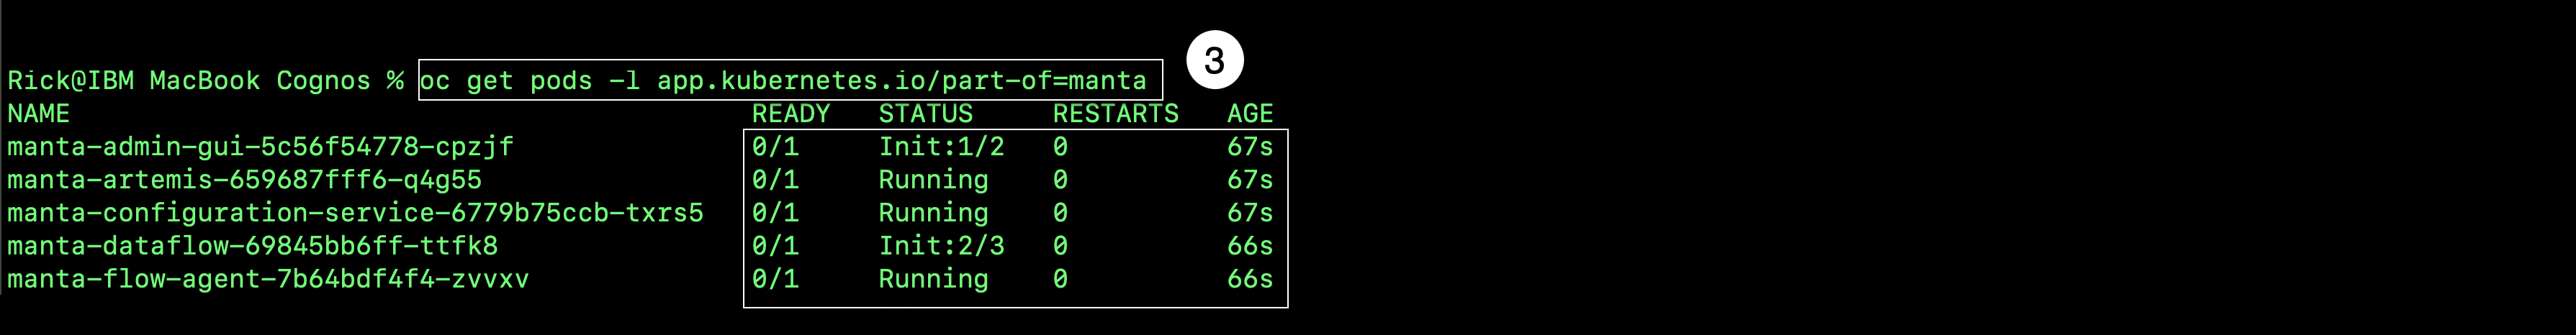 3
Rick@IBM MacBook Cognos % oc get pods -l app.kubernetes.io/part-of=manta
NAME READY STATUS RESTARTS AGE
manta-admin-gui-5c56f54778-cpzjf 0/1 Init:1/2 0 67s
manta-artemis-659687fff6-q4g55 0/1 Running 0 67s
manta-configuration-service-6779b75ccb-txrs5 0/1 Running 0 67s
manta-dataflow-69845bb6ff-ttfk8 0/1 Init:2/3 0 66s
manta-flow-agent-7b64bdf4f4-zvvxv 0/1 Running 0 66s